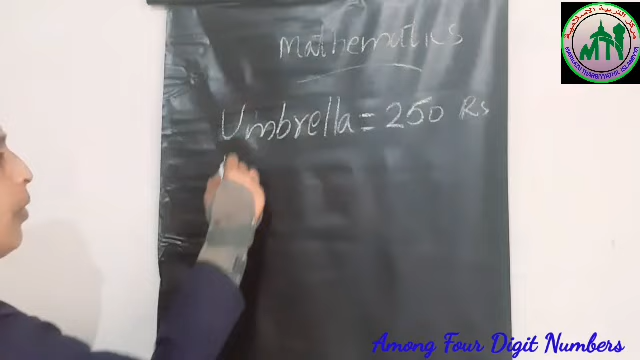 Mathematics
Umbrella = 250 Rs
Among Four Digit Numbers